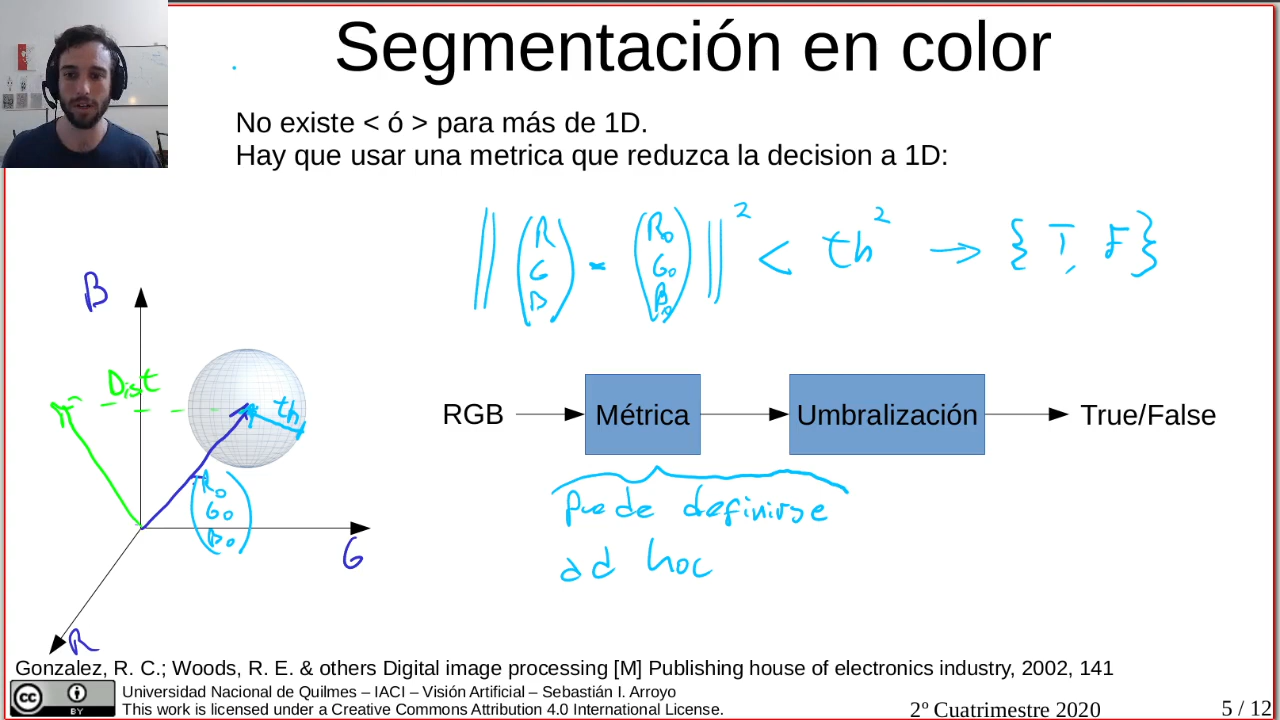 Segmentación en color
No existe < ó > para más de 1D.
Hay que usar una metrica que reduzca la decision a 1D:
‖ (R G B) - (R₀ G₀ B₀) ‖² < th² → {T, F}
B
Dist
th
R₀
G₀
B₀
G
R
RGB
Métrica
Umbralización
True/False
Puede definirse
ad hoc
Gonzalez, R. C.; Woods, R. E. & others Digital image processing [M] Publishing house of electronics industry, 2002, 141
cc
BY
Universidad Nacional de Quilmes – IACI – Visión Artificial – Sebastián I. Arroyo
This work is licensed under a Creative Commons Attribution 4.0 International License.
2º Cuatrimestre 2020
5 / 12